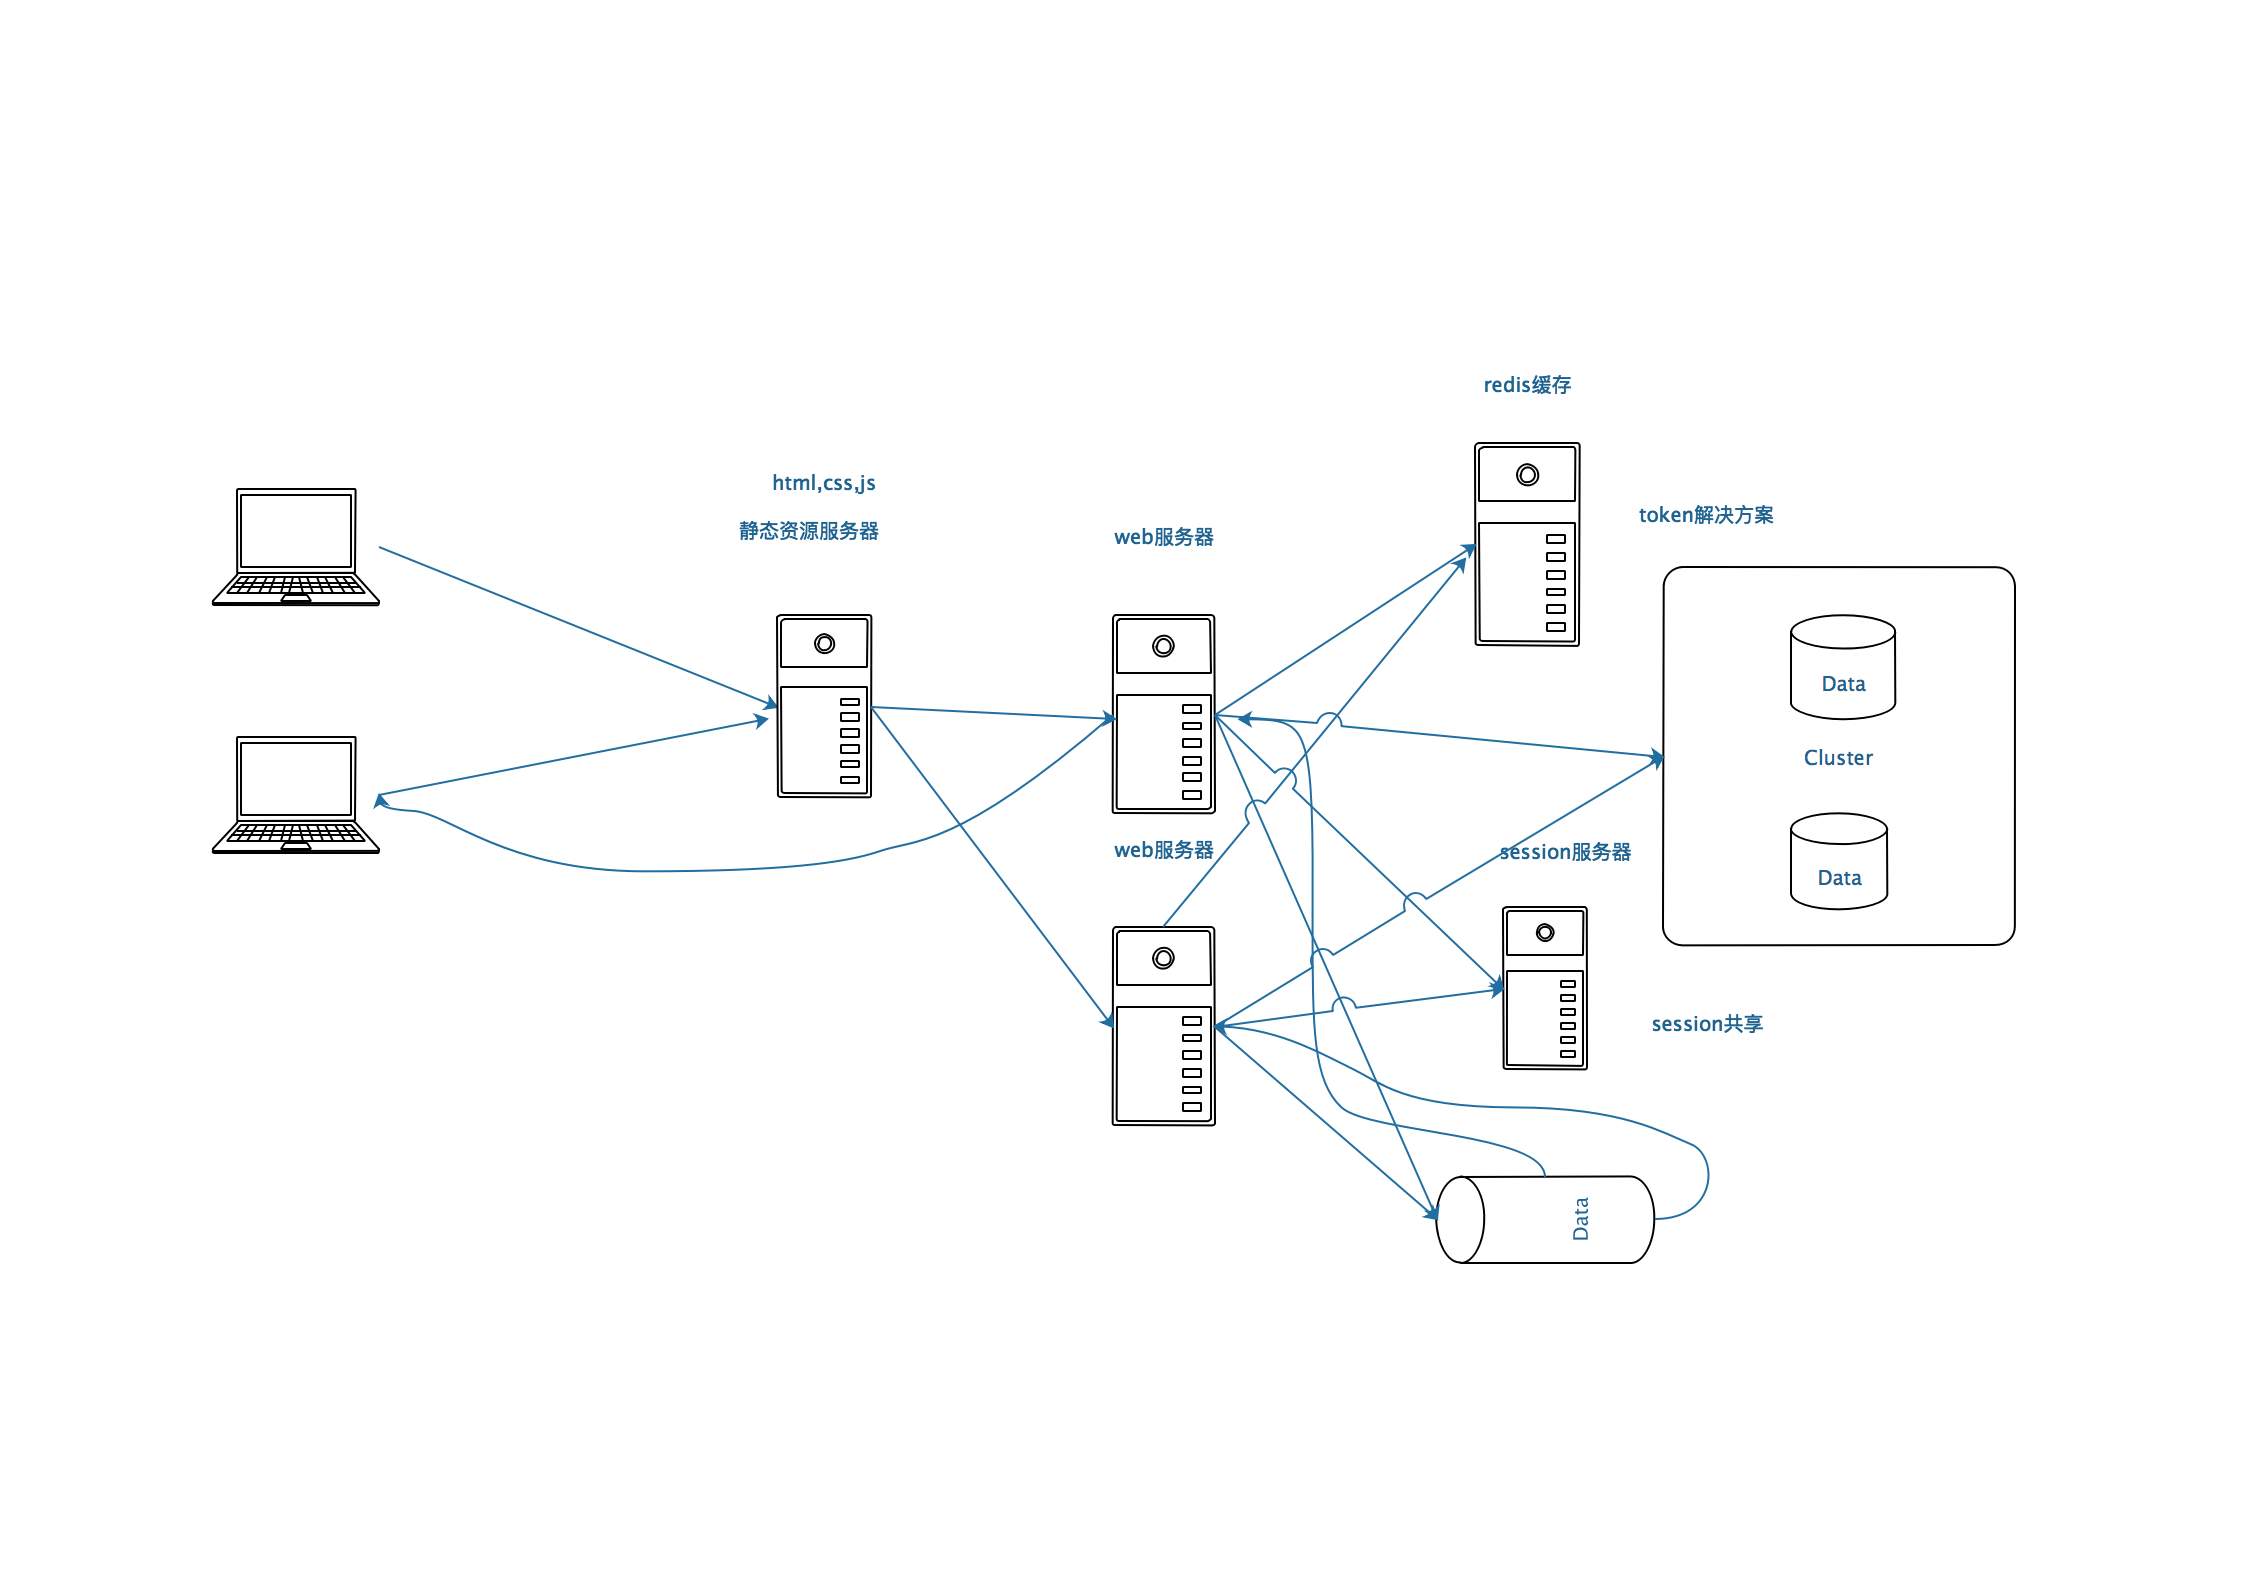 redis缓存
html,css,js
静态资源服务器
token解决方案
web服务器
Data
Cluster
web服务器
session服务器
Data
session共享
Data